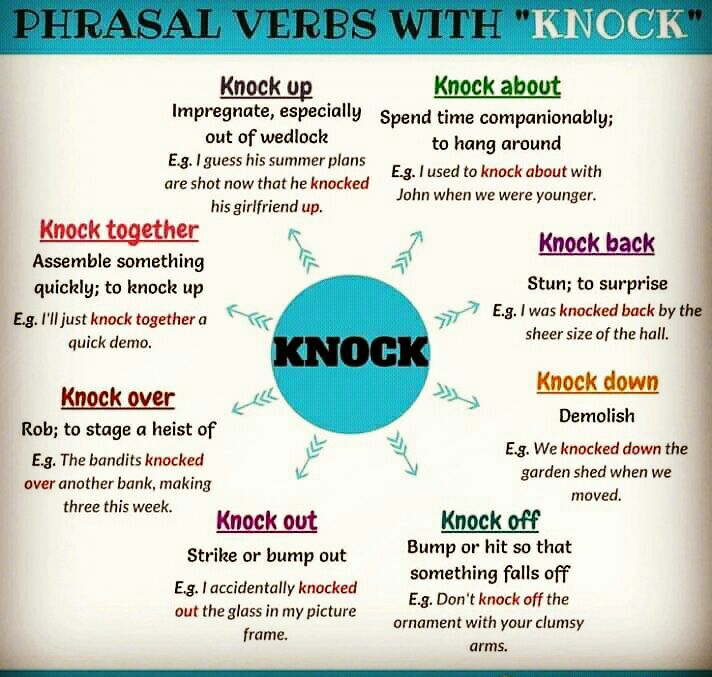 PHRASAL VERBS WITH "KNOCK"
Knock up
Impregnate, especially
out of wedlock
E.g. I guess his summer plans
are shot now that he knocked
his girlfriend up.
Knock about
Spend time companionably;
to hang around
E.g. I used to knock about with
John when we were younger.
Knock together
Assemble something
quickly; to knock up
E.g. I'll just knock together a
quick demo.
Knock back
Stun; to surprise
E.g. I was knocked back by the
sheer size of the hall.
KNOCK
Knock over
Rob; to stage a heist of
E.g. The bandits knocked
over another bank, making
three this week.
Knock down
Demolish
E.g. We knocked down the
garden shed when we
moved.
Knock out
Strike or bump out
E.g. I accidentally knocked
out the glass in my picture
frame.
Knock off
Bump or hit so that
something falls off
E.g. Don't knock off the
ornament with your clumsy
arms.